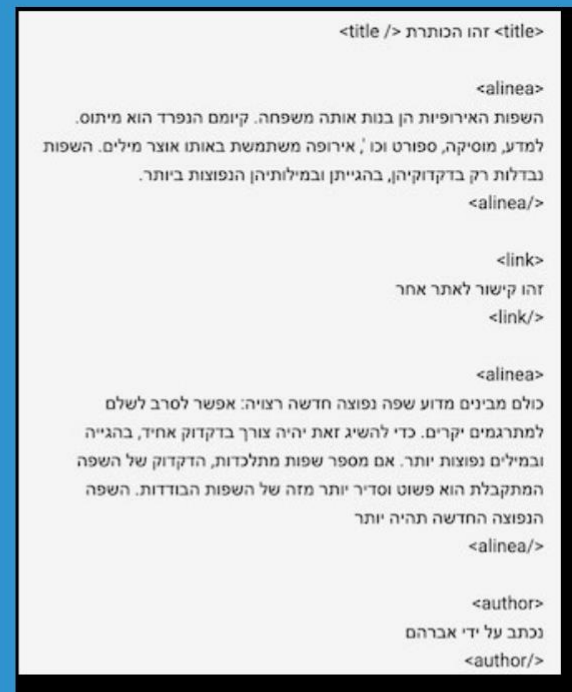 <title> זהו הכותרת </ title>
<alinea>
השפות האירופיות הן בנות אותה משפחה. קיומם הנפרד הוא מיתוס.
למדע, מוסיקה, ספורט וכו ', אירופה משתמשת באותו אוצר מילים. השפות
נבדלות רק בדקדוקיהן, בהגייתן ובמילותיהן הנפוצות ביותר.
</alinea>
<link>
זהו קישור לאתר אחר
</link>
<alinea>
כולם מבינים מדוע שפה נפוצה חדשה רצויה: אפשר לסרב לשלם
למתרגמים יקרים. כדי להשיג זאת יהיה צורך בדקדוק אחיד, בהגייה
ובמילים נפוצות יותר. אם מספר שפות מתלכדות, הדקדוק של השפה
המתקבלת הוא פשוט וסדיר יותר מזה של השפות הבודדות. השפה
הנפוצה החדשה תהיה יותר
</alinea>
<author>
נכתב על ידי אברהם
</author>